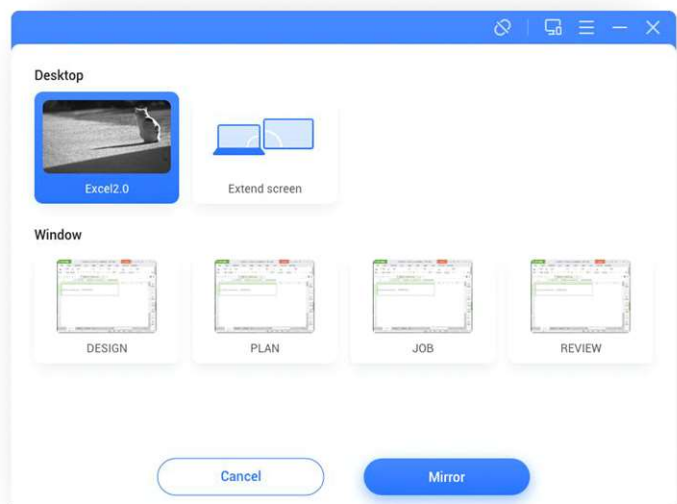 Desktop
Excel2.0
Extend screen
Window
DESIGN
PLAN
JOB
REVIEW
Cancel
Mirror